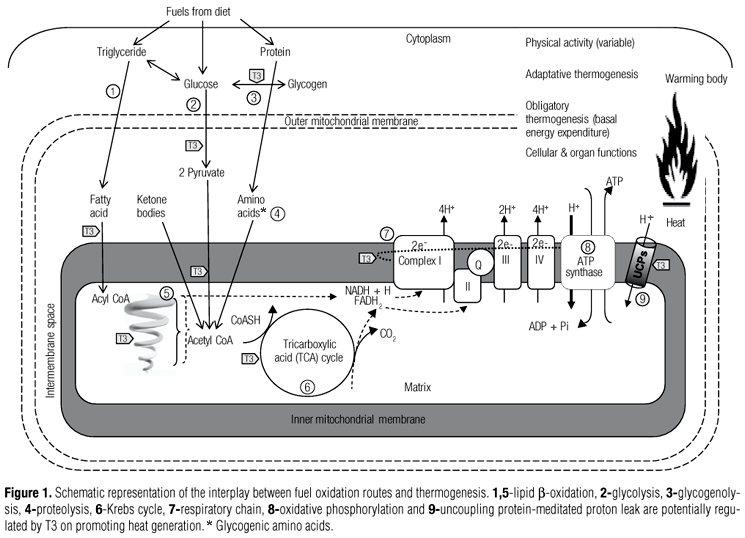 Fuels from diet
Cytoplasm
Physical activity (variable)
Triglyceride
Protein
T3
Adaptative thermogenesis
Warming body
Glucose
Glycogen
1
2
3
Obligatory
thermogenesis (basal
energy expenditure)
Outer mitochondrial membrane
T3
Cellular & organ functions
2 Pyruvate
ATP
Fatty
acid
Ketone
bodies
Amino
acids*
4
4H+
2H+
4H+
H+
H+
Heat
T3
7
2e-
Complex I
T3
Q
II
2e-
III
2e-
IV
8
ATP
synthase
UCPs
T3
9
T3
Acyl CoA
5
NADH + H
FADH2
CoASH
ADP + Pi
T3
Acetyl CoA
CO2
Tricarboxylic
acid (TCA) cycle
T3
6
Matrix
Intermembrane space
Inner mitochondrial membrane
Figure 1. Schematic representation of the interplay between fuel oxidation routes and thermogenesis. 1,5-lipid β-oxidation, 2-glycolysis, 3-glycogenoly-
sis, 4-proteolysis, 6-Krebs cycle, 7-respiratory chain, 8-oxidative phosphorylation and 9-uncoupling protein-meditated proton leak are potentially regu-
lated by T3 on promoting heat generation. * Glycogenic amino acids.